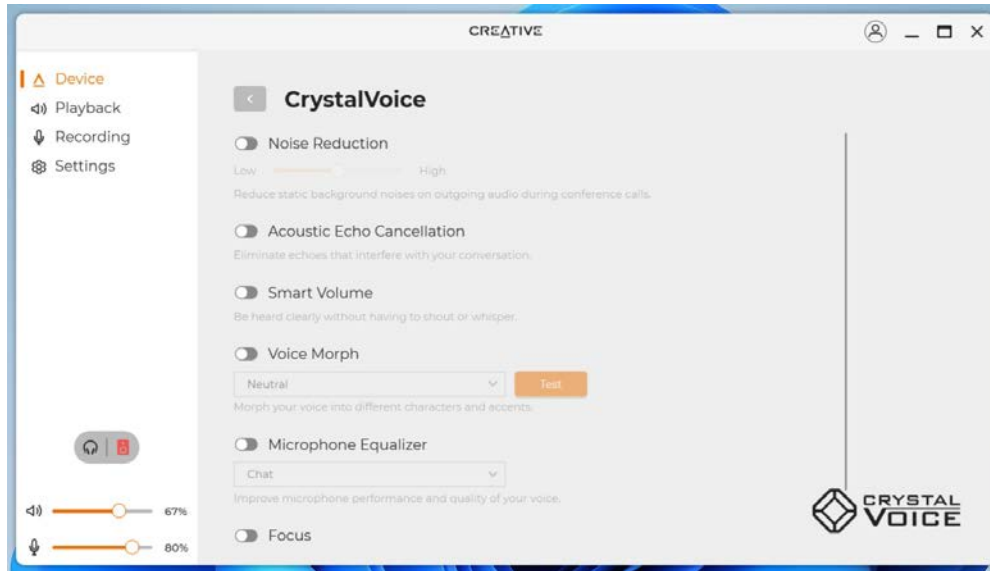 CREATIVE
Device
Playback
Recording
Settings
67%
80%
CrystalVoice
Noise Reduction
Low High
Reduce static background noises on outgoing audio during conference calls.
Acoustic Echo Cancellation
Eliminate echoes that interfere with your conversation.
Smart Volume
Be heard clearly without having to shout or whisper.
Voice Morph
Neutral Test
Morph your voice into different characters and accents.
Microphone Equalizer
Chat
Improve microphone performance and quality of your voice.
Focus
CRYSTAL
VOICE